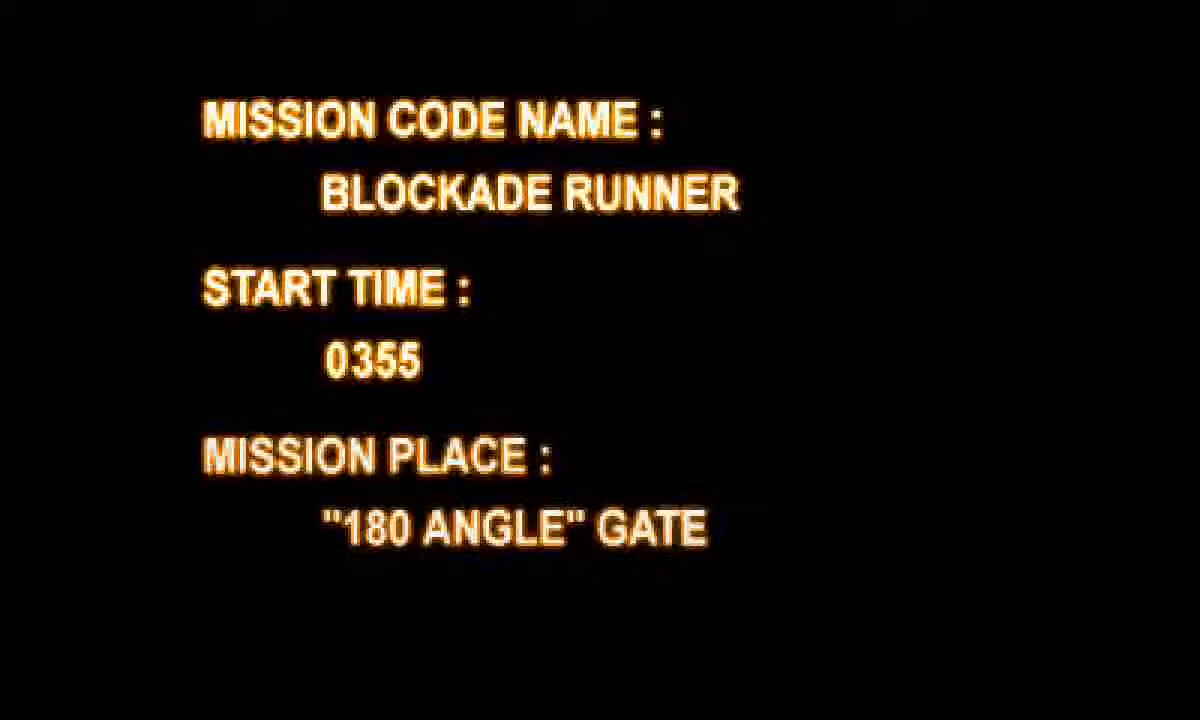 MISSION CODE NAME :
BLOCKADE RUNNER
START TIME :
0355
MISSION PLACE :
"180 ANGLE" GATE